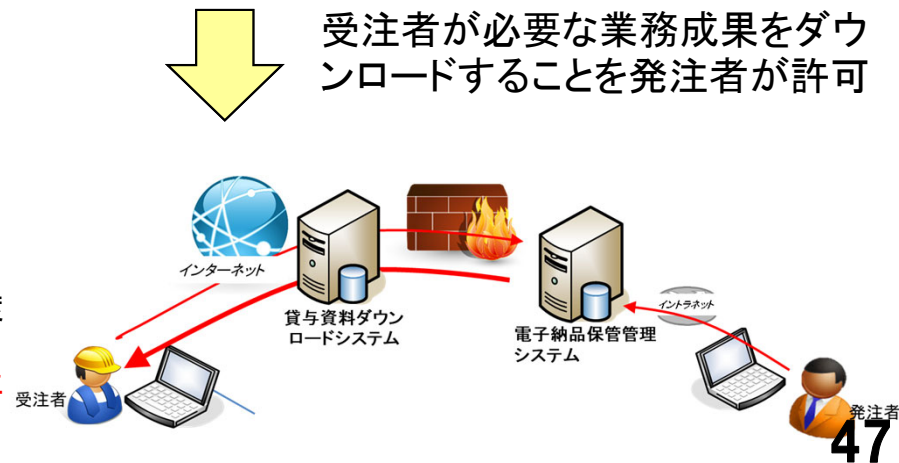 受注者が必要な業務成果をダウ
ンロードすることを発注者が許可
インターネット
貸与資料ダウン
ロードシステム
イントラネット
電子納品保管管理
システム
受注者
発注者
47